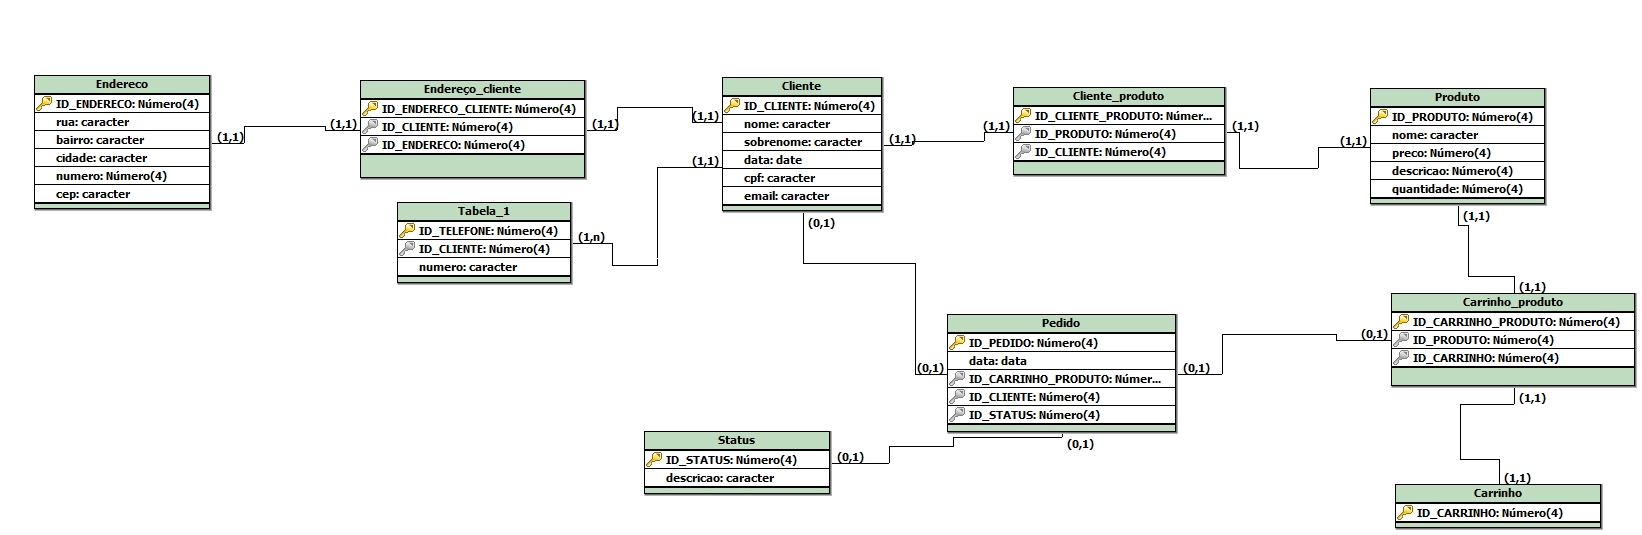 Endereco
ID_ENDERECO: Número(4)
rua: caracter
bairro: caracter
cidade: caracter
numero: Número(4)
cep: caracter
(1,1)
(1,1)
Endereço_cliente
ID_ENDERECO_CLIENTE: Número(4)
ID_CLIENTE: Número(4)
ID_ENDERECO: Número(4)
(1,1)
(1,1)
Tabela_1
ID_TELEFONE: Número(4)
ID_CLIENTE: Número(4)
numero: caracter
(1,n)
(1,1)
Cliente
ID_CLIENTE: Número(4)
nome: caracter
sobrenome: caracter
data: date
cpf: caracter
email: caracter
(1,1)
(1,1)
(0,1)
Cliente_produto
ID_CLIENTE_PRODUTO: Númer...
ID_PRODUTO: Número(4)
ID_CLIENTE: Número(4)
(1,1)
(1,1)
Produto
ID_PRODUTO: Número(4)
nome: caracter
preco: Número(4)
descricao: Número(4)
quantidade: Número(4)
(1,1)
(1,1)
Carrinho_produto
ID_CARRINHO_PRODUTO: Número(4)
ID_PRODUTO: Número(4)
ID_CARRINHO: Número(4)
(0,1)
(1,1)
Pedido
ID_PEDIDO: Número(4)
data: data
ID_CARRINHO_PRODUTO: Númer...
ID_CLIENTE: Número(4)
ID_STATUS: Número(4)
(0,1)
(0,1)
(0,1)
Status
ID_STATUS: Número(4)
descricao: caracter
(0,1)
(1,1)
Carrinho
ID_CARRINHO: Número(4)